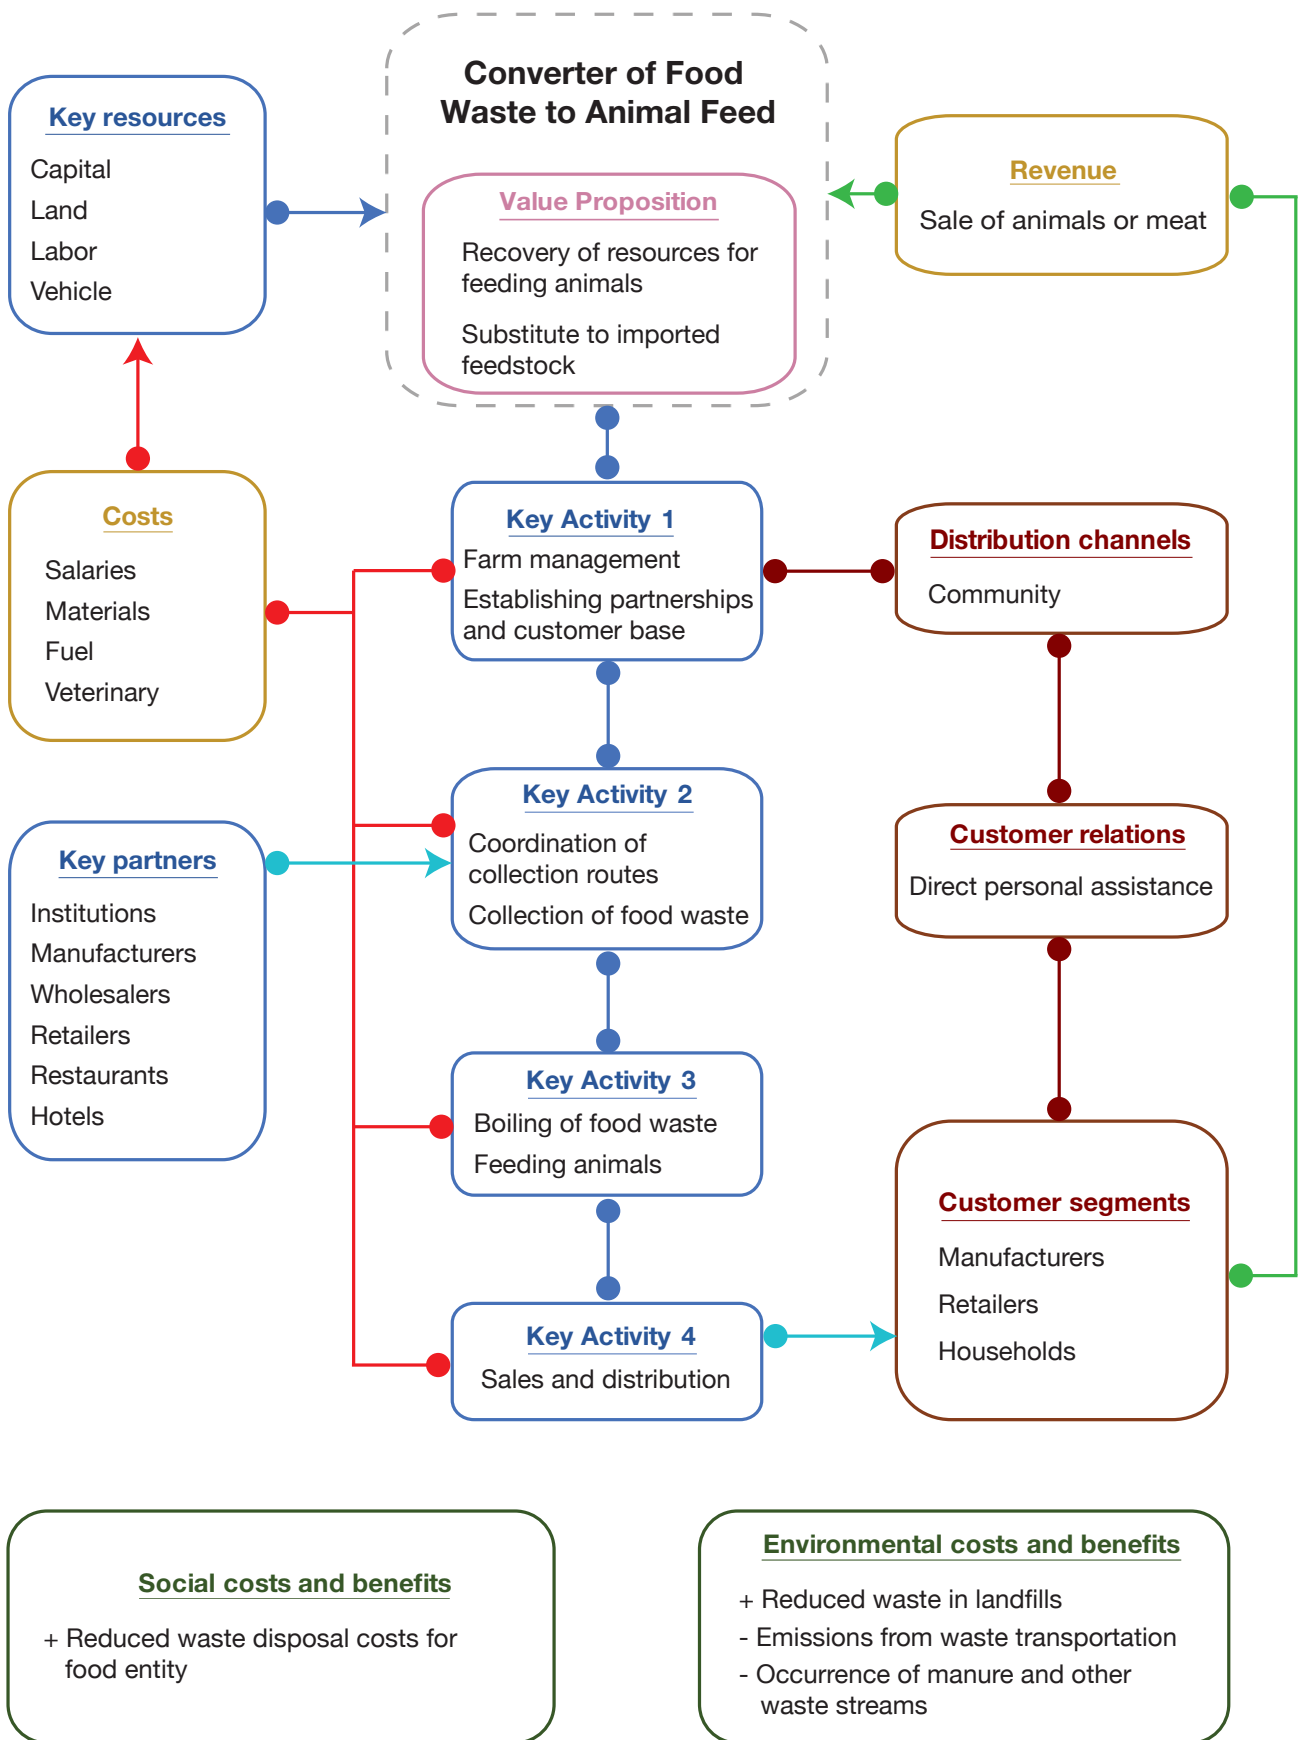 Converter of Food
Waste to Animal Feed
Key resources
Capital
Land
Labor
Vehicle
Value Proposition
Recovery of resources for
feeding animals
Substitute to imported
feedstock
Revenue
Sale of animals or meat
Costs
Salaries
Materials
Fuel
Veterinary
Key Activity 1
Farm management
Establishing partnerships
and customer base
Distribution channels
Community
Key partners
Institutions
Manufacturers
Wholesalers
Retailers
Restaurants
Hotels
Key Activity 2
Coordination of
collection routes
Collection of food waste
Customer relations
Direct personal assistance
Key Activity 3
Boiling of food waste
Feeding animals
Customer segments
Manufacturers
Retailers
Households
Key Activity 4
Sales and distribution
Social costs and benefits
+ Reduced waste disposal costs for
food entity
Environmental costs and benefits
+ Reduced waste in landfills
- Emissions from waste transportation
- Occurrence of manure and other
waste streams